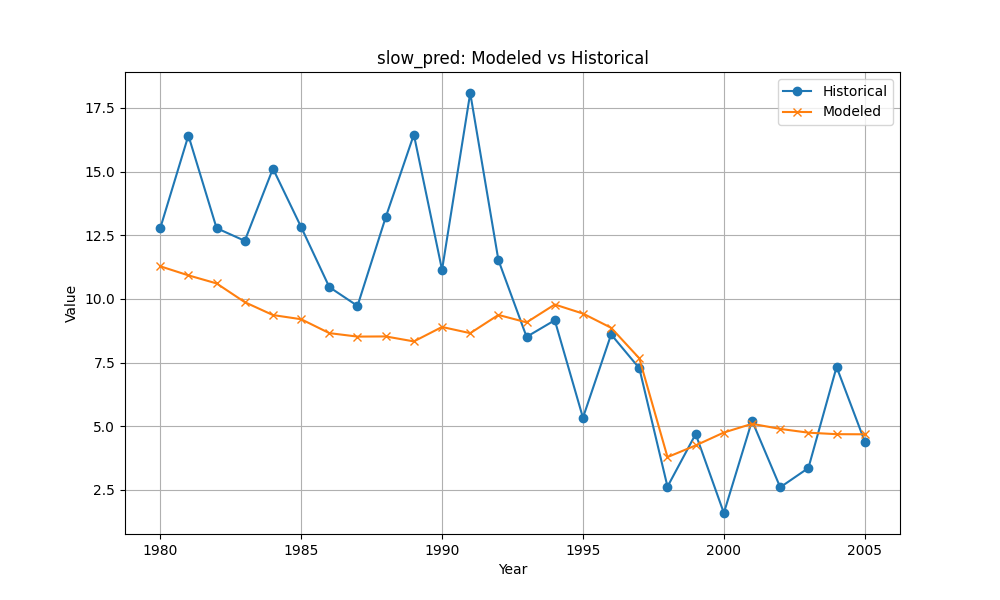 slow_pred: Modeled vs Historical
Historical
Modeled
17.5
15.0
12.5
10.0
7.5
5.0
2.5
Value
1980
1985
1990
1995
2000
2005
Year